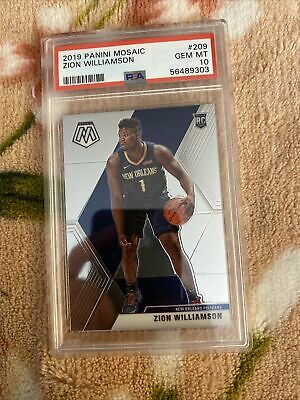 2019 PANINI MOSAIC #209
ZION WILLIAMSON GEM MT
10
PSA 56489303
M
RC
NEW ORLEANS
1
NEW ORLEANS PELICANS
ZION WILLIAMSON